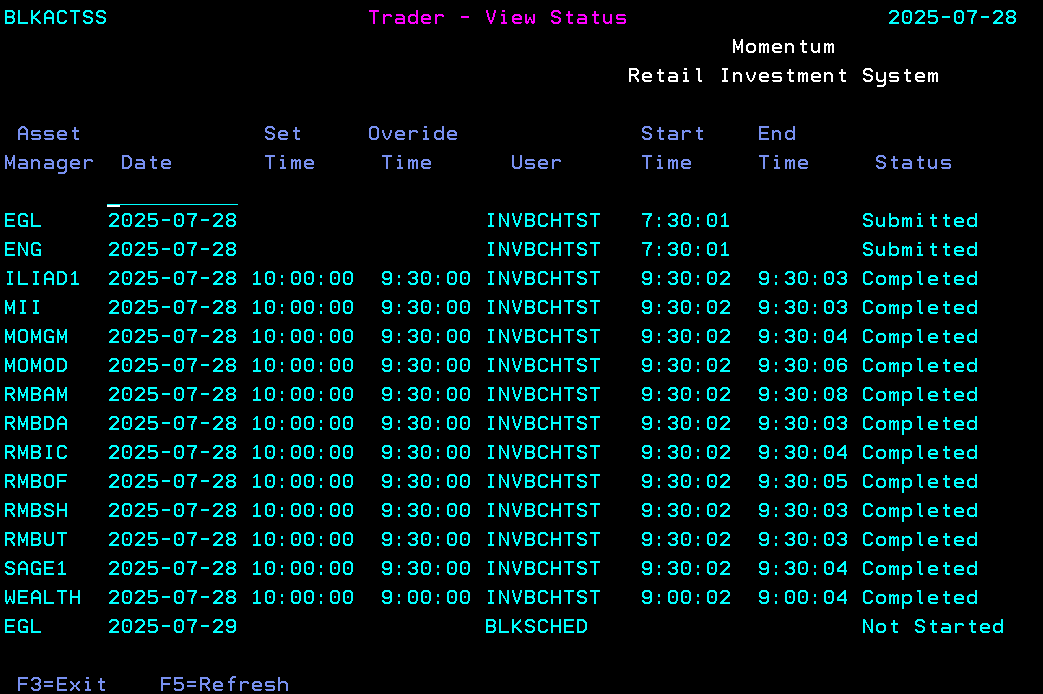 BLKACTSS Trader - View Status 2025-07-28
Momentum
Retail Investment System
Asset Set Overide Start End
Manager Date Time Time User Time Time Status
EGL 2025-07-28 INVBCHTST 7:30:01 Submitted
ENG 2025-07-28 INVBCHTST 7:30:01 Submitted
ILIAD1 2025-07-28 10:00:00 9:30:00 INVBCHTST 9:30:02 9:30:03 Completed
MII 2025-07-28 10:00:00 9:30:00 INVBCHTST 9:30:02 9:30:03 Completed
MOMGM 2025-07-28 10:00:00 9:30:00 INVBCHTST 9:30:02 9:30:04 Completed
MOMOD 2025-07-28 10:00:00 9:30:00 INVBCHTST 9:30:02 9:30:06 Completed
RMBAM 2025-07-28 10:00:00 9:30:00 INVBCHTST 9:30:02 9:30:08 Completed
RMBDA 2025-07-28 10:00:00 9:30:00 INVBCHTST 9:30:02 9:30:03 Completed
RMBIC 2025-07-28 10:00:00 9:30:00 INVBCHTST 9:30:02 9:30:04 Completed
RMBOF 2025-07-28 10:00:00 9:30:00 INVBCHTST 9:30:02 9:30:05 Completed
RMBSH 2025-07-28 10:00:00 9:30:00 INVBCHTST 9:30:02 9:30:03 Completed
RMBUT 2025-07-28 10:00:00 9:30:00 INVBCHTST 9:30:02 9:30:03 Completed
SAGE1 2025-07-28 10:00:00 9:30:00 INVBCHTST 9:30:02 9:30:04 Completed
WEALTH 2025-07-28 10:00:00 9:00:00 INVBCHTST 9:00:02 9:00:04 Completed
EGL 2025-07-29 BLKSCHED Not Started
F3=Exit F5=Refresh